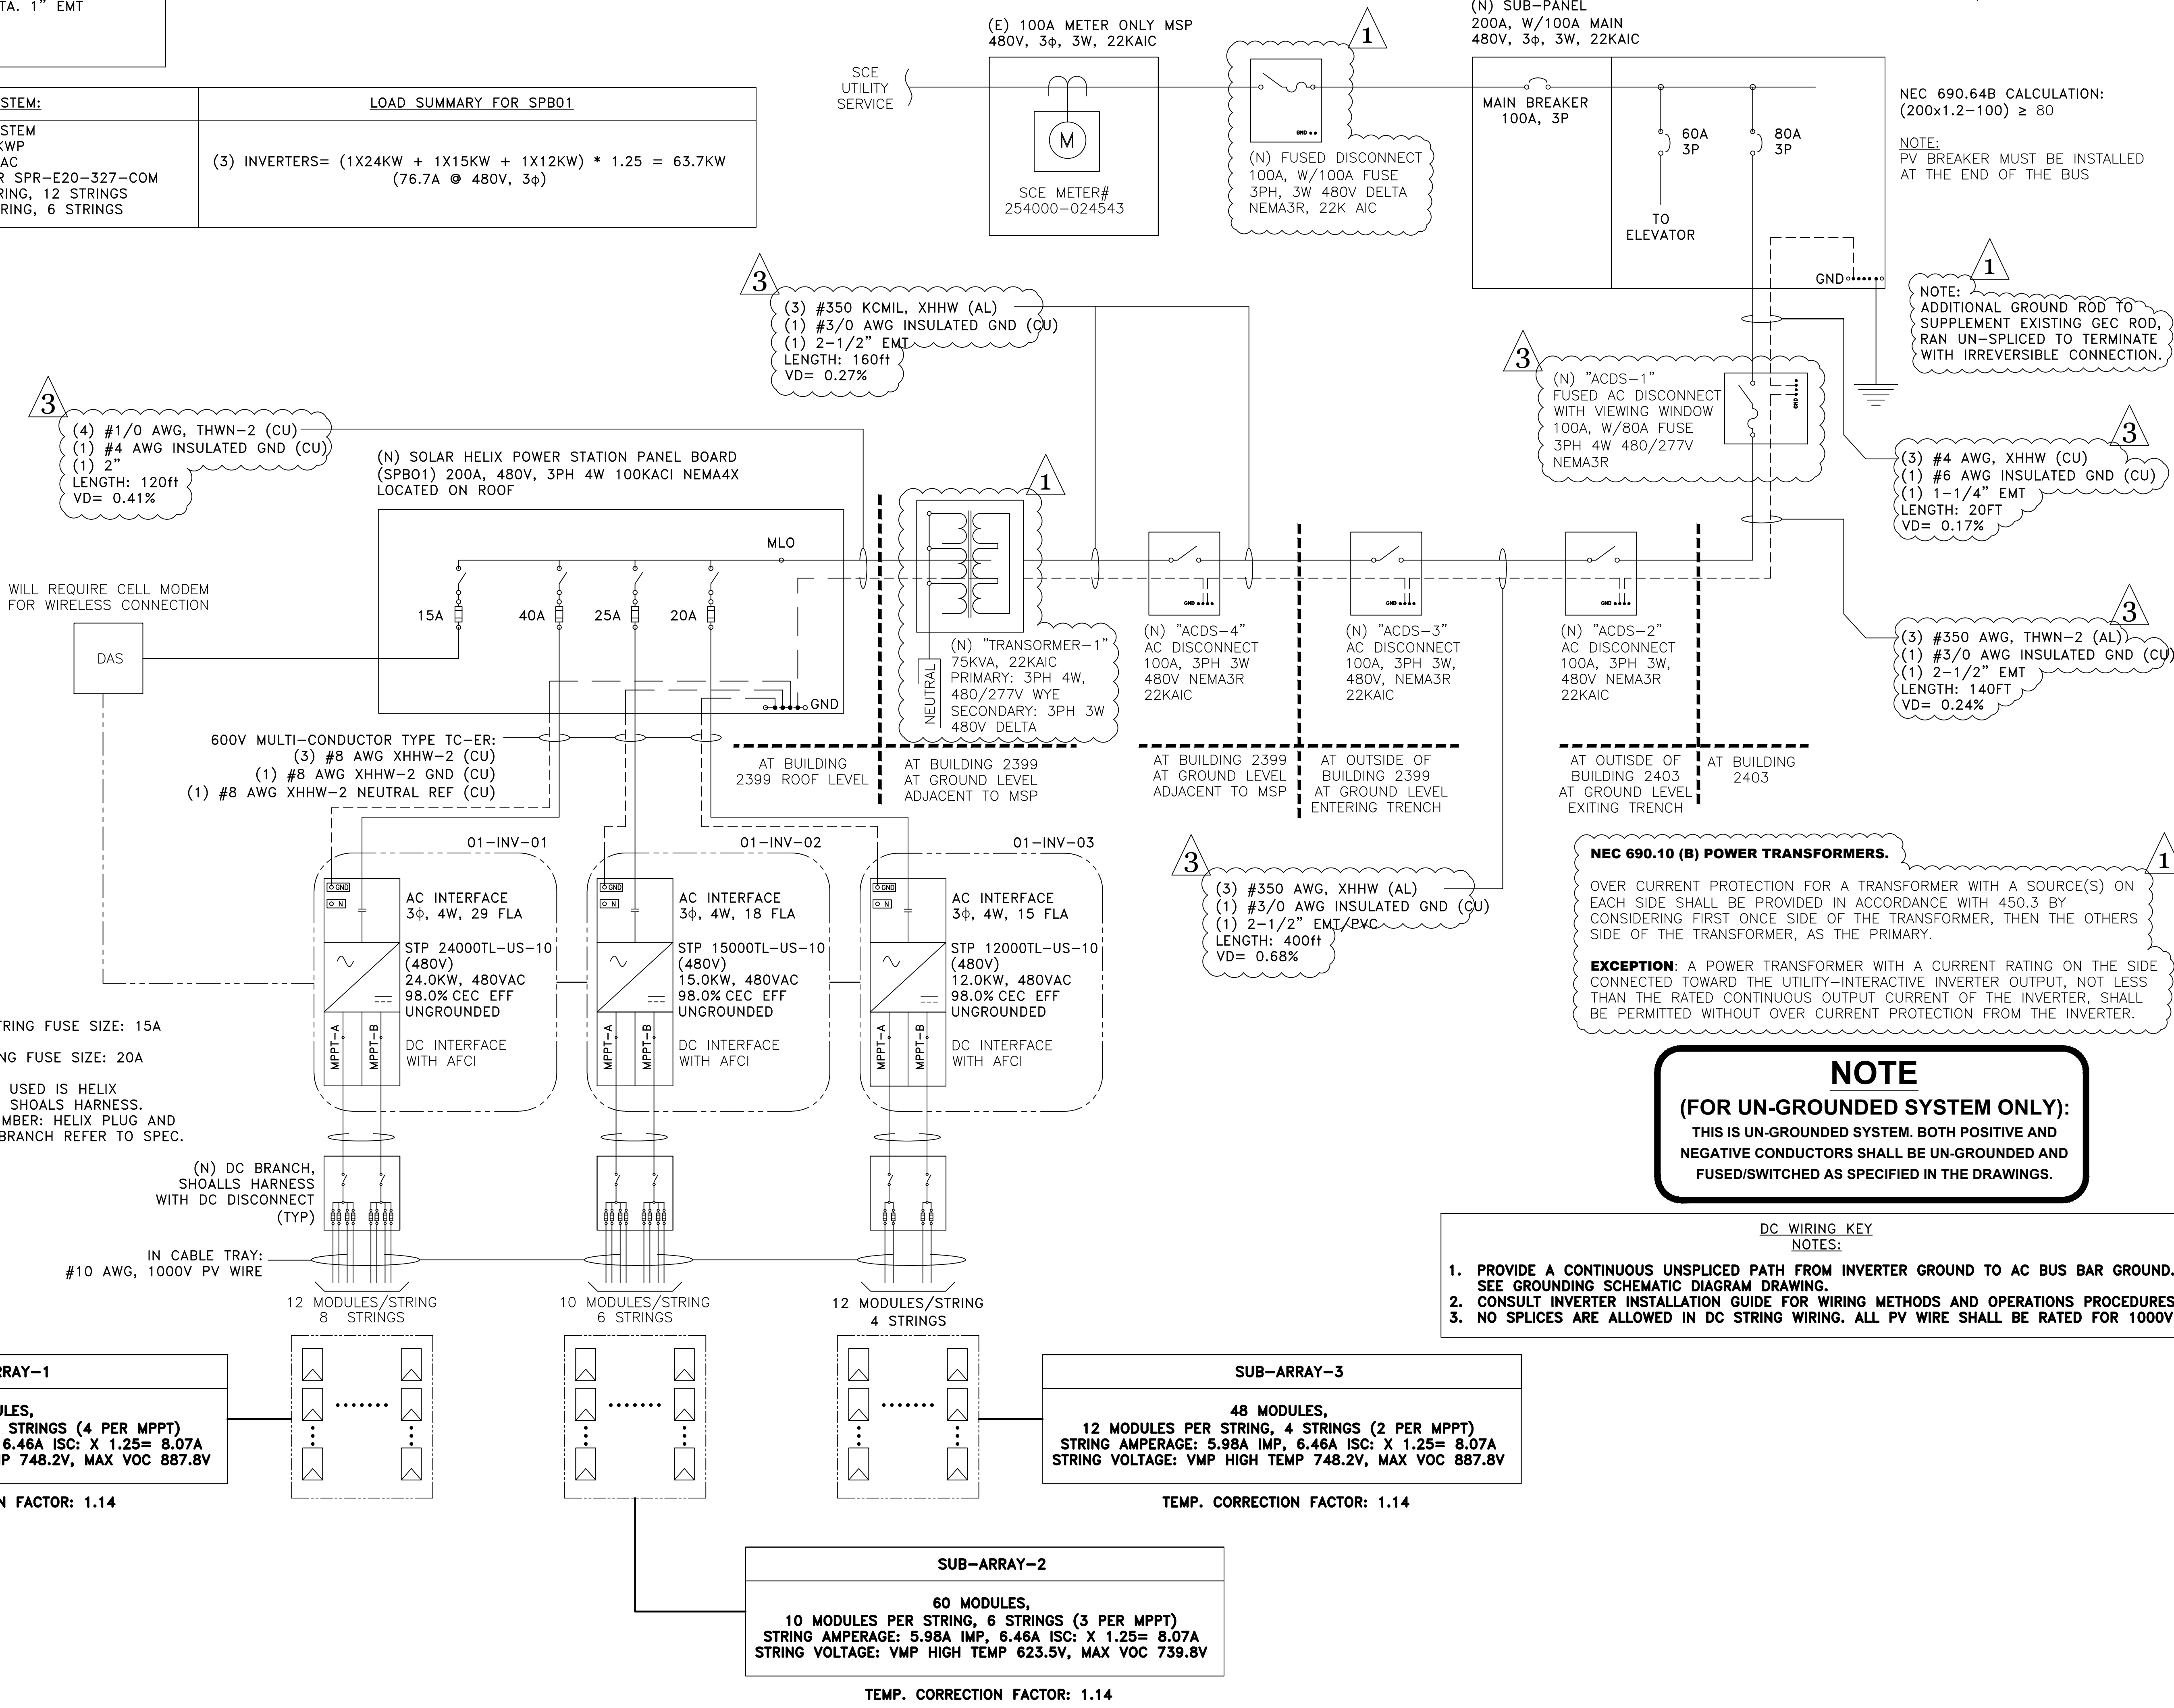 TA. 1" EMT
STEM:
STEM
KWP
AC
R SPR-E20-327-COM
RING, 12 STRINGS
RING, 6 STRINGS
LOAD SUMMARY FOR SPB01
(3) INVERTERS= (1X24KW + 1X15KW + 1X12KW) * 1.25 = 63.7KW
(76.7A @ 480V, 3ϕ)
SCE
UTILITY
SERVICE
(E) 100A METER ONLY MSP
480V, 3ϕ, 3W, 22KAIC
M
SCE METER#
254000-024543
1
GND
(N) FUSED DISCONNECT
100A, W/100A FUSE
3PH, 3W 480V DELTA
NEMA3R, 22K AIC
(N) SUB-PANEL
200A, W/100A MAIN
480V, 3ϕ, 3W, 22KAIC
MAIN BREAKER
100A, 3P
60A
3P
80A
3P
TO
ELEVATOR
GND
NEC 690.64B CALCULATION:
(200x1.2-100) ≥ 80
NOTE:
PV BREAKER MUST BE INSTALLED
AT THE END OF THE BUS
1
NOTE:
ADDITIONAL GROUND ROD TO
SUPPLEMENT EXISTING GEC ROD,
RAN UN-SPLICED TO TERMINATE
WITH IRREVERSIBLE CONNECTION.
3
(3) #350 KCMIL, XHHW (AL)
(1) #3/0 AWG INSULATED GND (CU)
(1) 2-1/2" EMT
LENGTH: 160ft
VD= 0.27%
3
(N) "ACDS-1"
FUSED AC DISCONNECT
WITH VIEWING WINDOW
100A, W/80A FUSE
3PH 4W 480/277V
NEMA3R
GND
3
(4) #1/0 AWG, THWN-2 (CU)
(1) #4 AWG INSULATED GND (CU)
(1) 2"
LENGTH: 120ft
VD= 0.41%
3
(3) #4 AWG, XHHW (CU)
(1) #6 AWG INSULATED GND (CU)
(1) 1-1/4" EMT
LENGTH: 20FT
VD= 0.17%
(N) SOLAR HELIX POWER STATION PANEL BOARD
(SPB01) 200A, 480V, 3PH 4W 100KACI NEMA4X
LOCATED ON ROOF
MLO
15A
40A
25A
20A
GND
WILL REQUIRE CELL MODEM
FOR WIRELESS CONNECTION
DAS
1
NEUTRAL
(N) "TRANSORMER-1"
75KVA, 22KAIC
PRIMARY: 3PH 4W,
480/277V WYE
SECONDARY: 3PH 3W
480V DELTA
GND
(N) "ACDS-4"
AC DISCONNECT
100A, 3PH 3W
480V NEMA3R
22KAIC
GND
(N) "ACDS-3"
AC DISCONNECT
100A, 3PH 3W,
480V, NEMA3R
22KAIC
GND
(N) "ACDS-2"
AC DISCONNECT
100A, 3PH 3W,
480V NEMA3R
22KAIC
3
(3) #350 AWG, THWN-2 (AL)
(1) #3/0 AWG INSULATED GND (CU)
(1) 2-1/2" EMT
LENGTH: 140FT
VD= 0.24%
600V MULTI-CONDUCTOR TYPE TC-ER:
(3) #8 AWG XHHW-2 (CU)
(1) #8 AWG XHHW-2 GND (CU)
(1) #8 AWG XHHW-2 NEUTRAL REF (CU)
AT BUILDING
2399 ROOF LEVEL
AT BUILDING 2399
AT GROUND LEVEL
ADJACENT TO MSP
AT BUILDING 2399
AT GROUND LEVEL
ADJACENT TO MSP
AT OUTSIDE OF
BUILDING 2399
AT GROUND LEVEL
ENTERING TRENCH
AT OUTISDE OF
BUILDING 2403
AT GROUND LEVEL
EXITING TRENCH
AT BUILDING
2403
01-INV-01
GND
N
AC INTERFACE
3ϕ, 4W, 29 FLA
STP 24000TL-US-10
(480V)
24.0KW, 480VAC
98.0% CEC EFF
UNGROUNDED
MPPT-A
MPPT-B
DC INTERFACE
WITH AFCI
01-INV-02
GND
N
AC INTERFACE
3ϕ, 4W, 18 FLA
STP 15000TL-US-10
(480V)
15.0KW, 480VAC
98.0% CEC EFF
UNGROUNDED
MPPT-A
MPPT-B
DC INTERFACE
WITH AFCI
01-INV-03
GND
N
AC INTERFACE
3ϕ, 4W, 15 FLA
STP 12000TL-US-10
(480V)
12.0KW, 480VAC
98.0% CEC EFF
UNGROUNDED
MPPT-A
MPPT-B
DC INTERFACE
WITH AFCI
3
(3) #350 AWG, XHHW (AL)
(1) #3/0 AWG INSULATED GND (CU)
(1) 2-1/2" EMT/PVC
LENGTH: 400ft
VD= 0.68%
1
NEC 690.10 (B) POWER TRANSFORMERS.
OVER CURRENT PROTECTION FOR A TRANSFORMER WITH A SOURCE(S) ON
EACH SIDE SHALL BE PROVIDED IN ACCORDANCE WITH 450.3 BY
CONSIDERING FIRST ONCE SIDE OF THE TRANSFORMER, THEN THE OTHERS
SIDE OF THE TRANSFORMER, AS THE PRIMARY.
EXCEPTION: A POWER TRANSFORMER WITH A CURRENT RATING ON THE SIDE
CONNECTED TOWARD THE UTILITY-INTERACTIVE INVERTER OUTPUT, NOT LESS
THAN THE RATED CONTINUOUS OUTPUT CURRENT OF THE INVERTER, SHALL
BE PERMITTED WITHOUT OVER CURRENT PROTECTION FROM THE INVERTER.
TRING FUSE SIZE: 15A
NG FUSE SIZE: 20A
USED IS HELIX
SHOALS HARNESS.
MBER: HELIX PLUG AND
BRANCH REFER TO SPEC.
NOTE
(FOR UN-GROUNDED SYSTEM ONLY):
THIS IS UN-GROUNDED SYSTEM. BOTH POSITIVE AND
NEGATIVE CONDUCTORS SHALL BE UN-GROUNDED AND
FUSED/SWITCHED AS SPECIFIED IN THE DRAWINGS.
(N) DC BRANCH,
SHOALLS HARNESS
WITH DC DISCONNECT
(TYP)
IN CABLE TRAY:
#10 AWG, 1000V PV WIRE
12 MODULES/STRING
8 STRINGS
10 MODULES/STRING
6 STRINGS
12 MODULES/STRING
4 STRINGS
DC WIRING KEY
NOTES:
1. PROVIDE A CONTINUOUS UNSPLICED PATH FROM INVERTER GROUND TO AC BUS BAR GROUND.
SEE GROUNDING SCHEMATIC DIAGRAM DRAWING.
2. CONSULT INVERTER INSTALLATION GUIDE FOR WIRING METHODS AND OPERATIONS PROCEDURES
3. NO SPLICES ARE ALLOWED IN DC STRING WIRING. ALL PV WIRE SHALL BE RATED FOR 1000V
RRAY-1
ULES,
STRINGS (4 PER MPPT)
6.46A ISC: X 1.25= 8.07A
P 748.2V, MAX VOC 887.8V
N FACTOR: 1.14
SUB-ARRAY-3
48 MODULES,
12 MODULES PER STRING, 4 STRINGS (2 PER MPPT)
STRING AMPERAGE: 5.98A IMP, 6.46A ISC: X 1.25= 8.07A
STRING VOLTAGE: VMP HIGH TEMP 748.2V, MAX VOC 887.8V
TEMP. CORRECTION FACTOR: 1.14
SUB-ARRAY-2
60 MODULES,
10 MODULES PER STRING, 6 STRINGS (3 PER MPPT)
STRING AMPERAGE: 5.98A IMP, 6.46A ISC: X 1.25= 8.07A
STRING VOLTAGE: VMP HIGH TEMP 623.5V, MAX VOC 739.8V
TEMP. CORRECTION FACTOR: 1.14